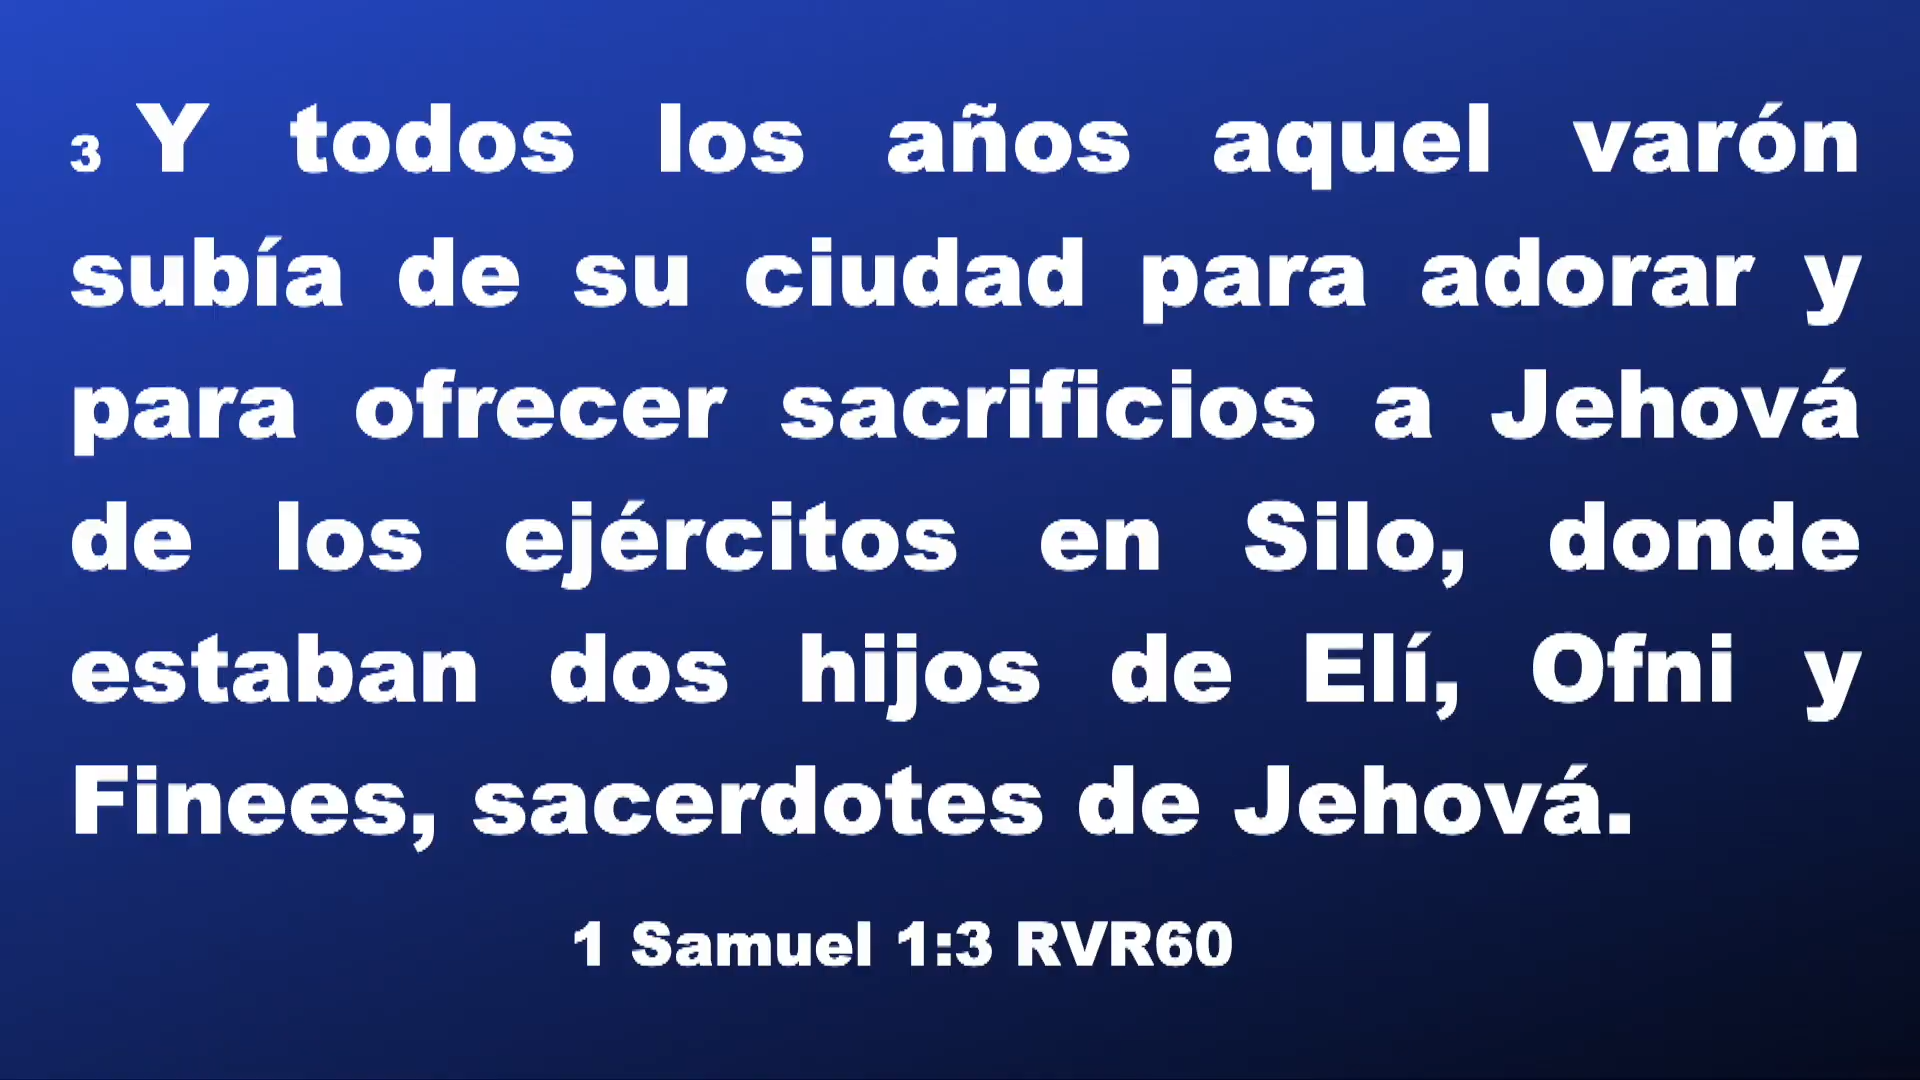 3 Y todos los años aquel varón
subía de su ciudad para adorar y
para ofrecer sacrificios a Jehová
de los ejércitos en Silo, donde
estaban dos hijos de Elí, Ofni y
Finees, sacerdotes de Jehová.
1 Samuel 1:3 RVR60